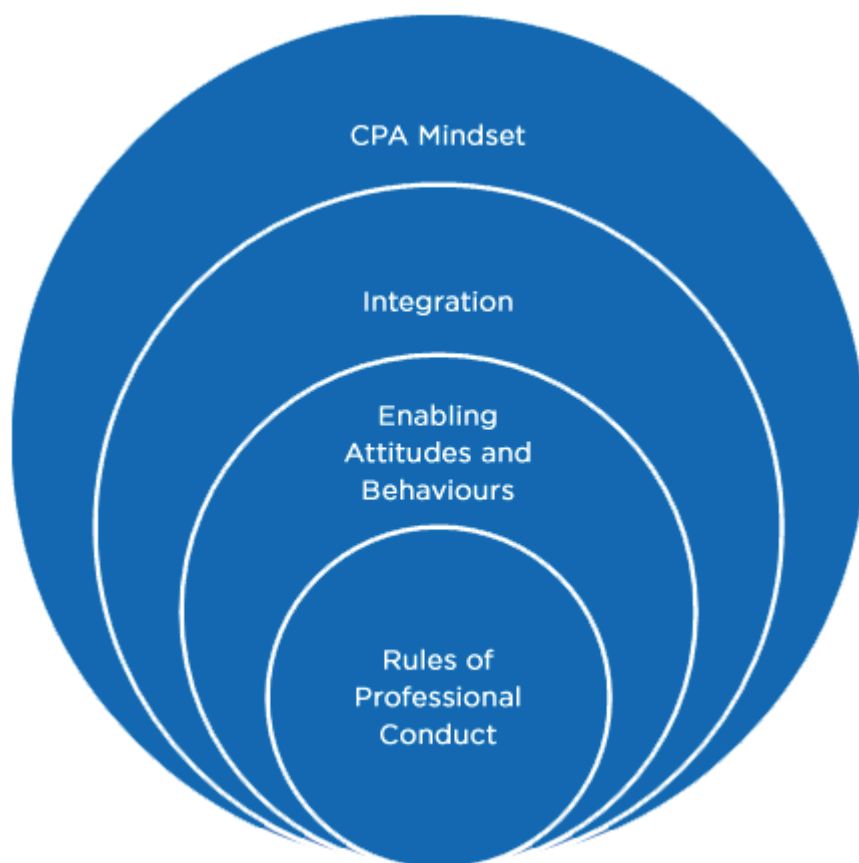 CPA Mindset
Integration
Enabling
Attitudes and
Behaviours
Rules of
Professional
Conduct